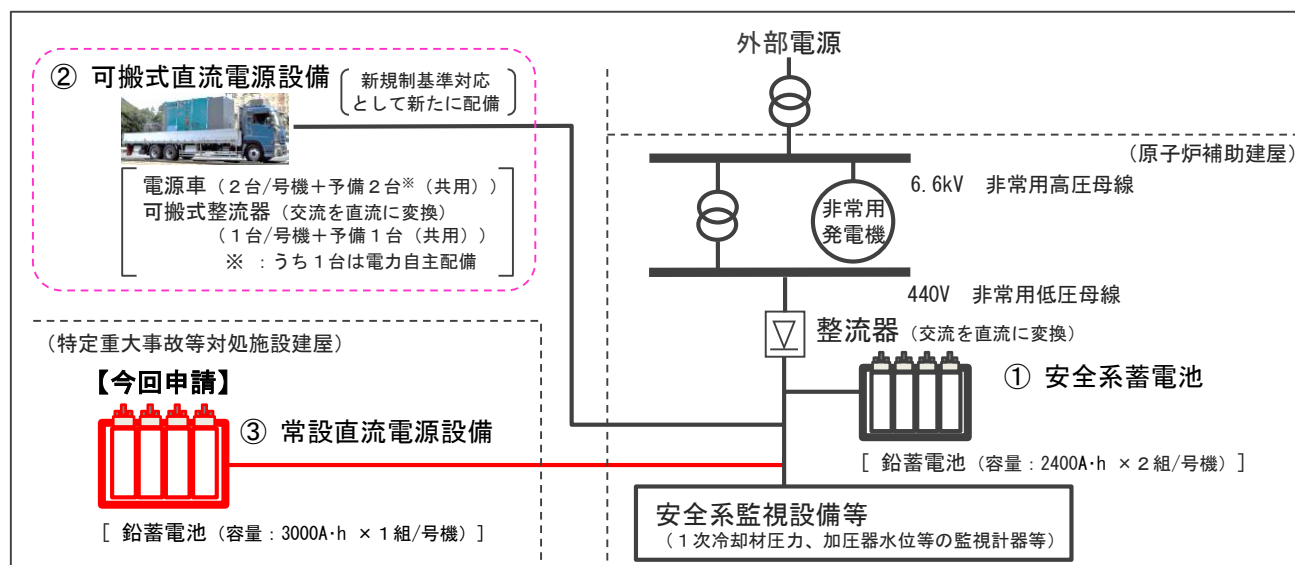 外部電源
② 可搬式直流電源設備
新規制基準対応
として新たに配備
(原子炉補助建屋)
電源車（２台/号機＋予備２台※（共用））
可搬式整流器（交流を直流に変換）
（１台/号機＋予備１台（共用））
※ ：うち１台は電力自主配備
6.6kV 非常用高圧母線
非常用
発電機
440V 非常用低圧母線
整流器（交流を直流に変換）
（特定重大事故等対処施設建屋）
【今回申請】
① 安全系蓄電池
③ 常設直流電源設備
[ 鉛蓄電池（容量：2400A･h × ２組/号機）]
[ 鉛蓄電池（容量：3000A･h × １組/号機）]
安全系監視設備等
（１次冷却材圧力、加圧器水位等の監視計器等）